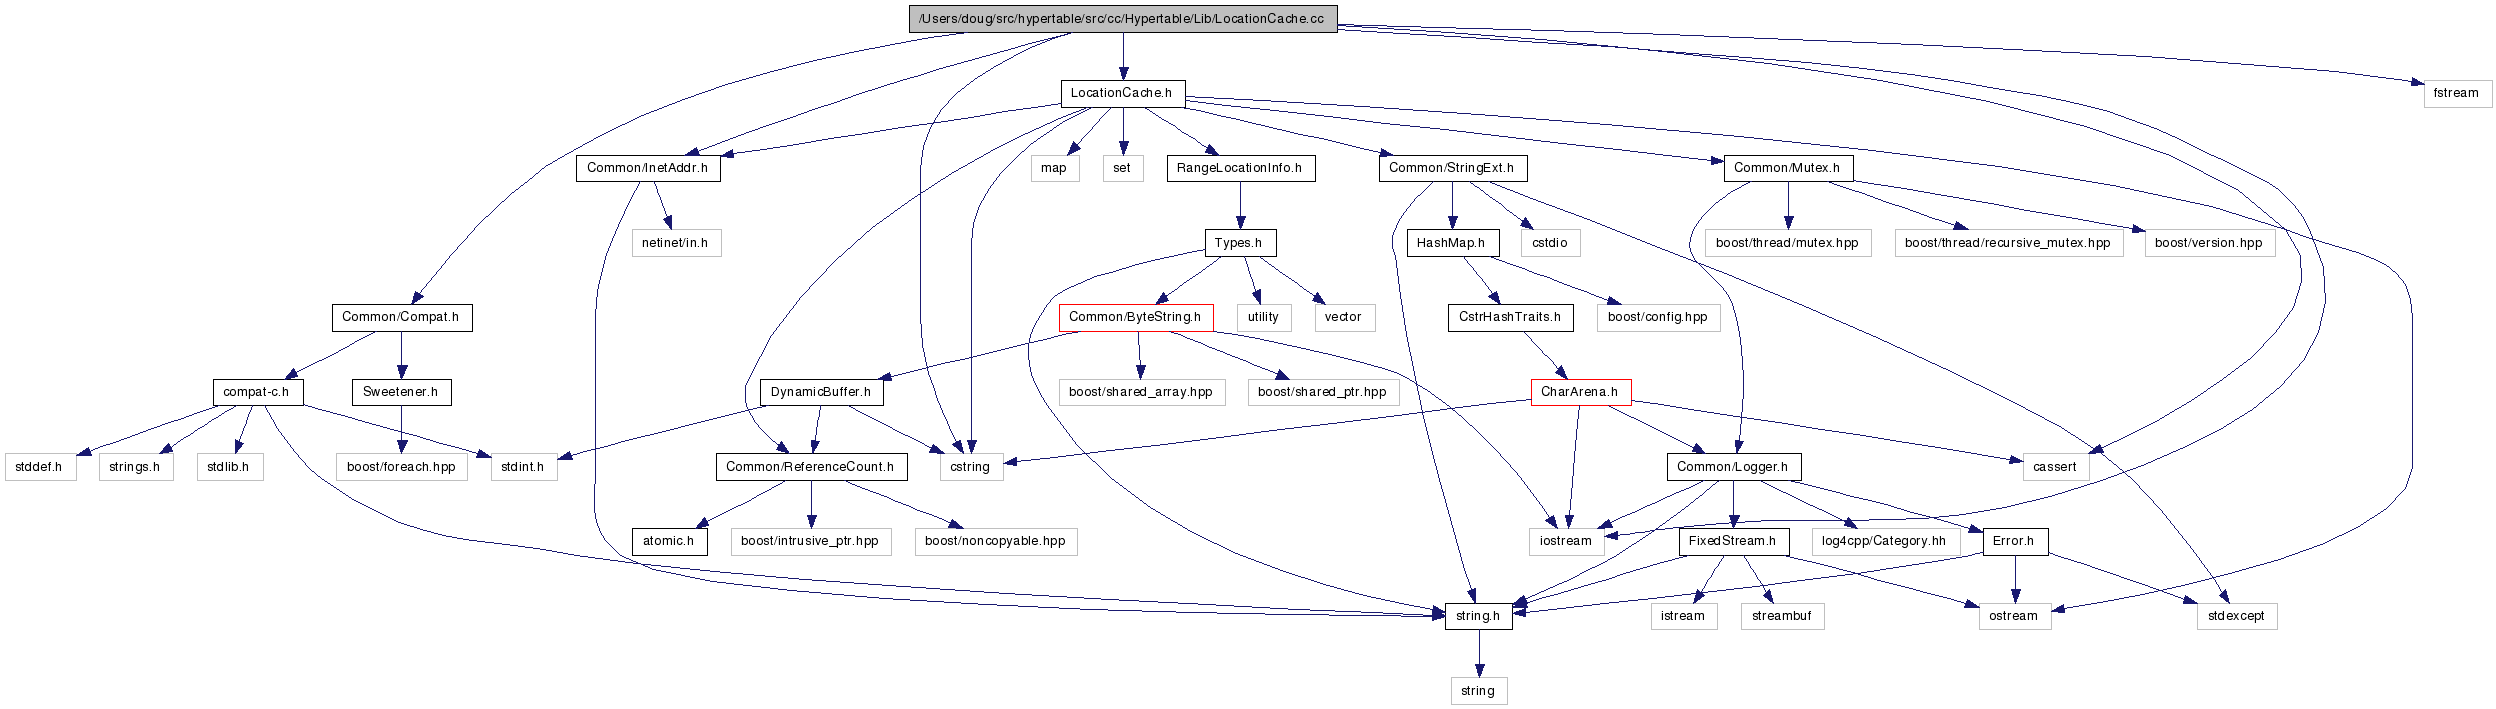 /Users/doug/src/hypertable/src/cc/Hypertable/Lib/LocationCache.cc
LocationCache.h
fstream
Common/InetAddr.h
map
set
RangeLocationInfo.h
Common/StringExt.h
Common/Mutex.h
netinet/in.h
Types.h
HashMap.h
cstdio
boost/thread/mutex.hpp
boost/thread/recursive_mutex.hpp
boost/version.hpp
Common/Compat.h
Common/ByteString.h
utility
vector
CstrHashTraits.h
boost/config.hpp
compat-c.h
Sweetener.h
DynamicBuffer.h
boost/shared_array.hpp
boost/shared_ptr.hpp
CharArena.h
stddef.h
strings.h
stdlib.h
boost/foreach.hpp
stdint.h
Common/ReferenceCount.h
cstring
Common/Logger.h
cassert
atomic.h
boost/intrusive_ptr.hpp
boost/noncopyable.hpp
iostream
FixedStream.h
log4cpp/Category.hh
Error.h
string.h
istream
streambuf
ostream
stdexcept
string